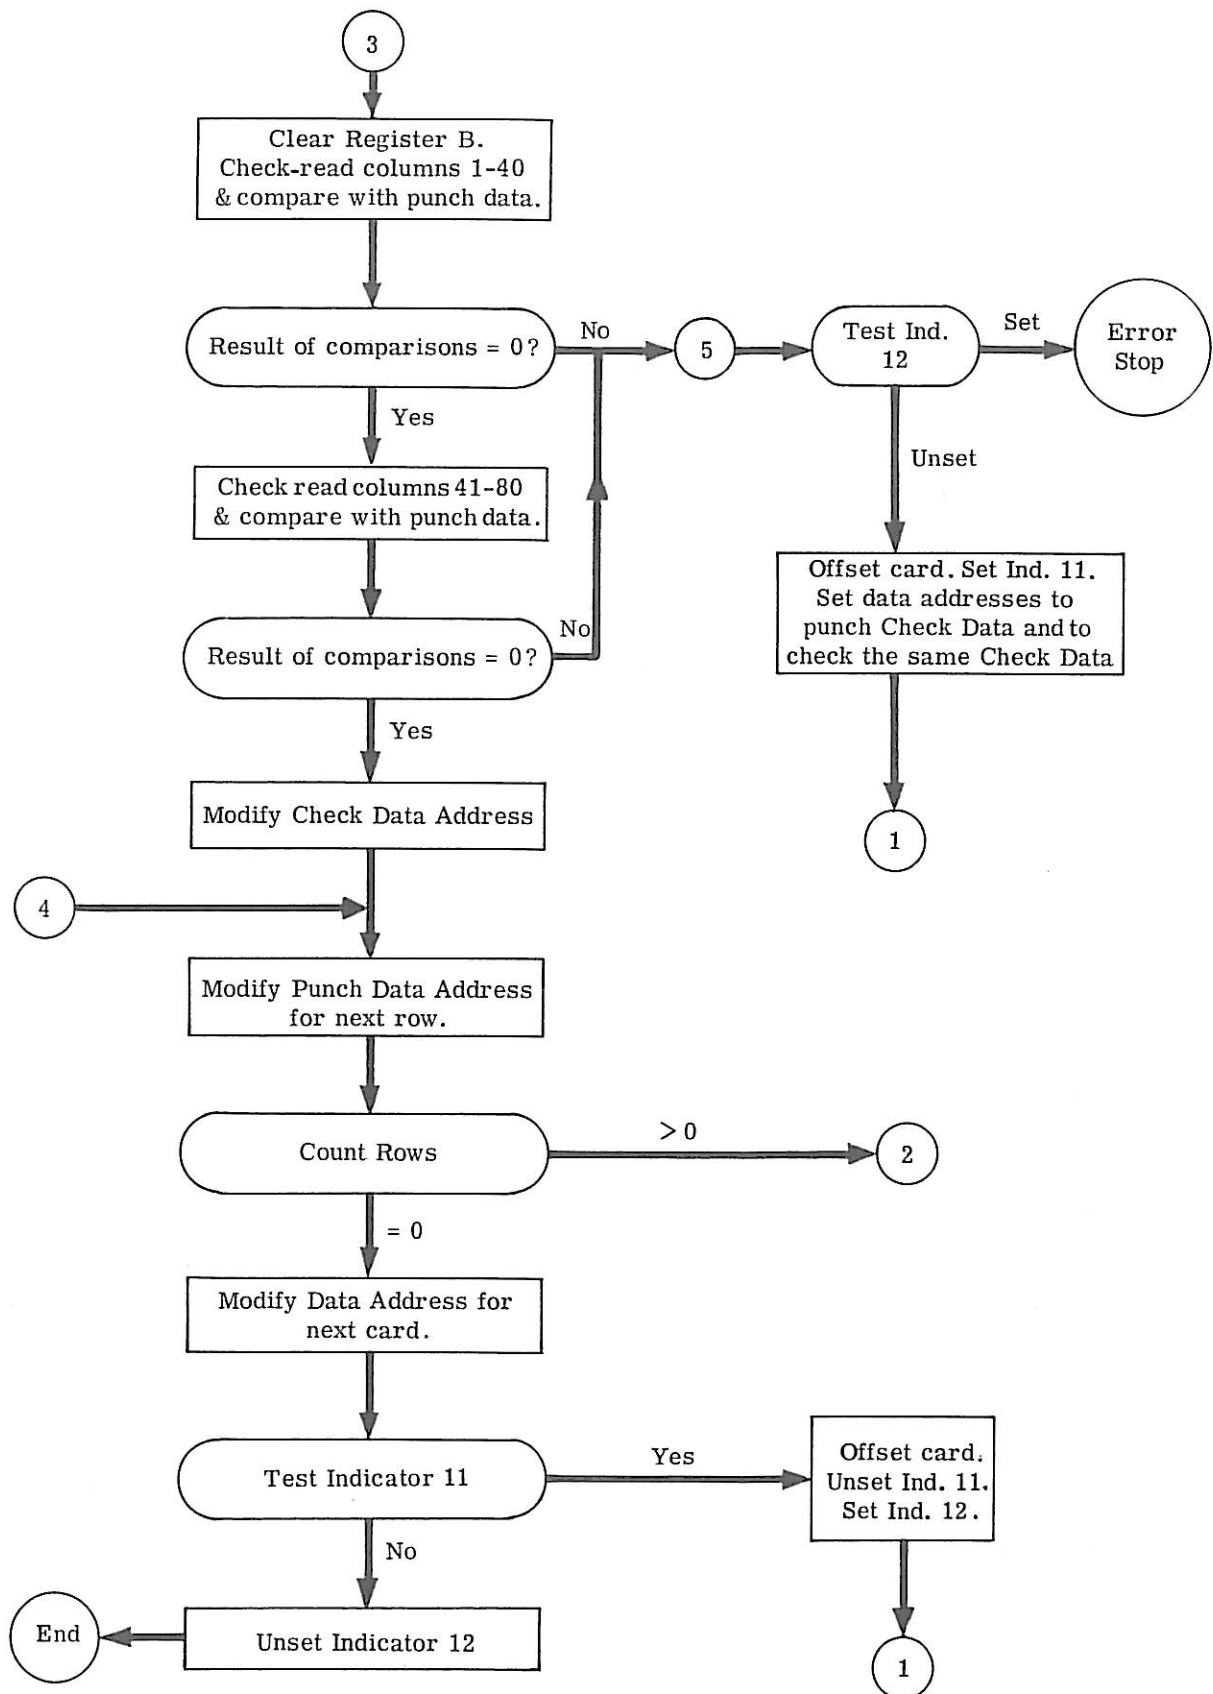 3
Clear Register B.
Check-read columns 1-40
& compare with punch data.
Result of comparisons = 0?
No
5
Test Ind.
12
Set
Error
Stop
Yes
Unset
Check read columns 41-80
& compare with punch data.
Offset card. Set Ind. 11.
Set data addresses to
punch Check Data and to
check the same Check Data
Result of comparisons = 0?
No
Yes
Modify Check Data Address
1
4
Modify Punch Data Address
for next row.
Count Rows
> 0
2
= 0
Modify Data Address for
next card.
Test Indicator 11
Yes
Offset card.
Unset Ind. 11.
Set Ind. 12.
No
End
Unset Indicator 12
1